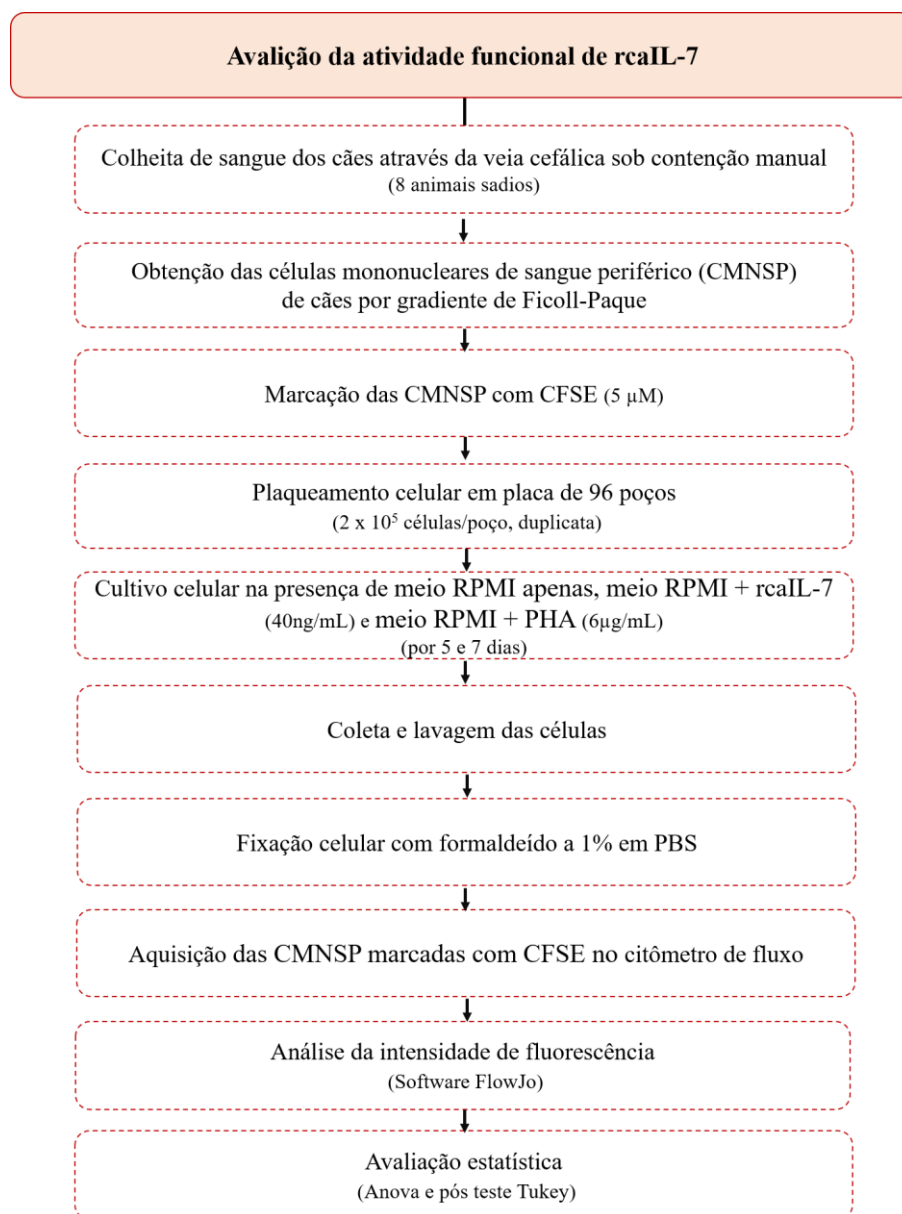 Avalição da atividade funcional de rcaIL-7
Colheita de sangue dos cães através da veia cefálica sob contenção manual
(8 animais sadios)
Obtenção das células mononucleares de sangue periférico (CMNSP)
de cães por gradiente de Ficoll-Paque
Marcação das CMNSP com CFSE (5 µM)
Plaqueamento celular em placa de 96 poços
(2 x 10⁵ células/poço, duplicata)
Cultivo celular na presença de meio RPMI apenas, meio RPMI + rcaIL-7
(40ng/mL) e meio RPMI + PHA (6µg/mL)
(por 5 e 7 dias)
Coleta e lavagem das células
Fixação celular com formaldeído a 1% em PBS
Aquisição das CMNSP marcadas com CFSE no citômetro de fluxo
Análise da intensidade de fluorescência
(Software FlowJo)
Avaliação estatística
(Anova e pós teste Tukey)